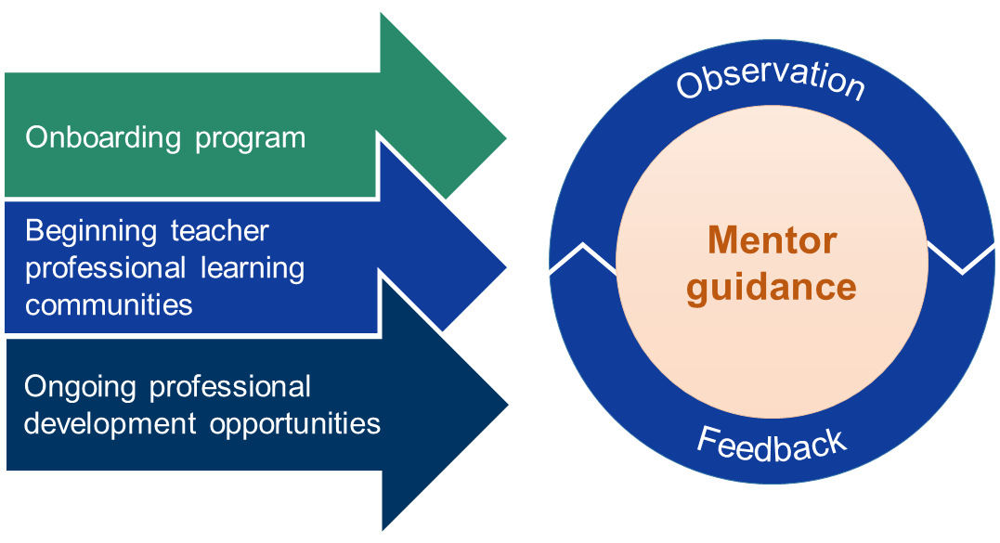 Onboarding program
Beginning teacher
professional learning
communities
Ongoing professional
development opportunities
Observation
Mentor
guidance
Feedback